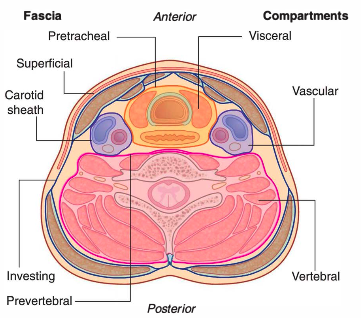 Fascia
Anterior
Compartments
Pretracheal
Visceral
Superficial
Carotid
sheath
Vascular
Investing
Vertebral
Prevertebral
Posterior